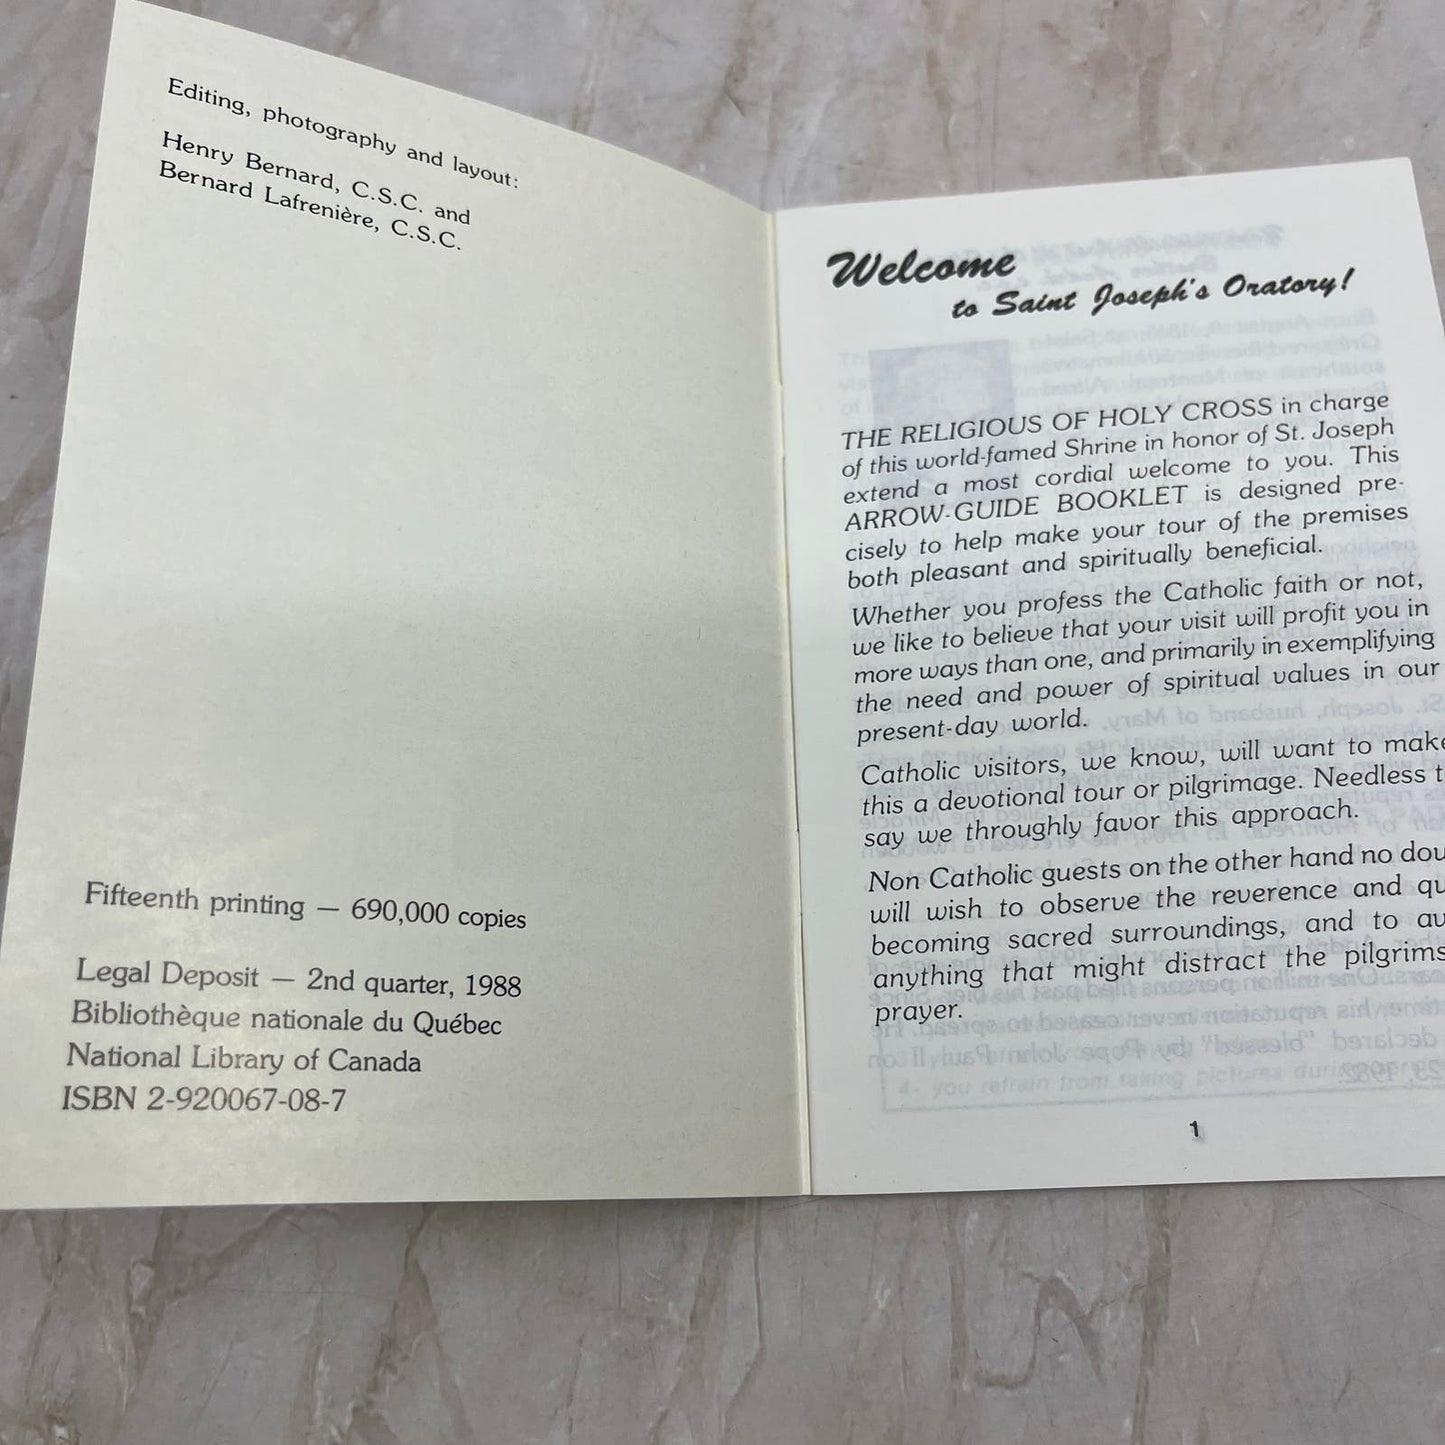 Editing, photography and layout:
Henry Bernard, C.S.C. and
Bernard Lafrenière, C.S.C.
Fifteenth printing — 690,000 copies
Legal Deposit — 2nd quarter, 1988
Bibliothèque nationale du Québec
National Library of Canada
ISBN 2-920067-08-7
Welcome
to Saint Joseph's Oratory!
THE RELIGIOUS OF HOLY CROSS in charge
of this world-famed Shrine in honor of St. Joseph
extend a most cordial welcome to you. This
ARROW-GUIDE BOOKLET is designed pre-
cisely to help make your tour of the premises
both pleasant and spiritually beneficial.
Whether you profess the Catholic faith or not,
we like to believe that your visit will profit you in
more ways than one, and primarily in exemplifying
the need and power of spiritual values in our
present-day world.
Catholic visitors, we know, will want to make
this a devotional tour or pilgrimage. Needless t
say we throughly favor this approach.
Non Catholic guests on the other hand no dou
will wish to observe the reverence and qu
becoming sacred surroundings, and to av
anything that might distract the pilgrims
prayer.
4- you refrain from taking pictures during
1